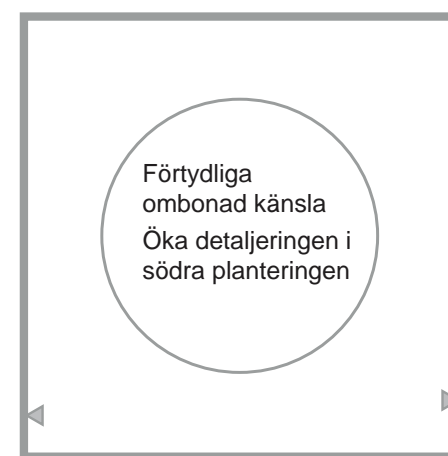 Förtydliga
ombonad känsla
Öka detaljeringen i
södra planteringen